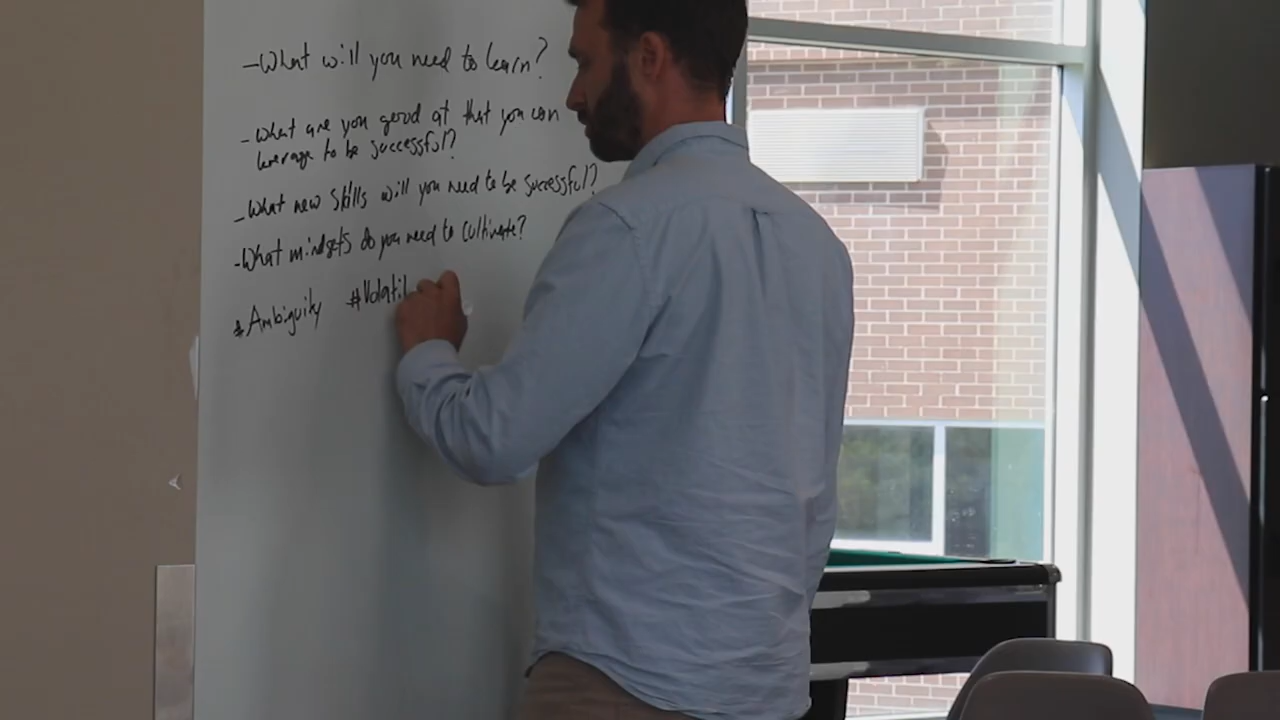 -What will you need to learn?
-What are you good at that you can
leverage to be successful?
-What new skills will you need to be successful?
-What mindsets do you need to cultivate?
#Ambiguity #Volatil